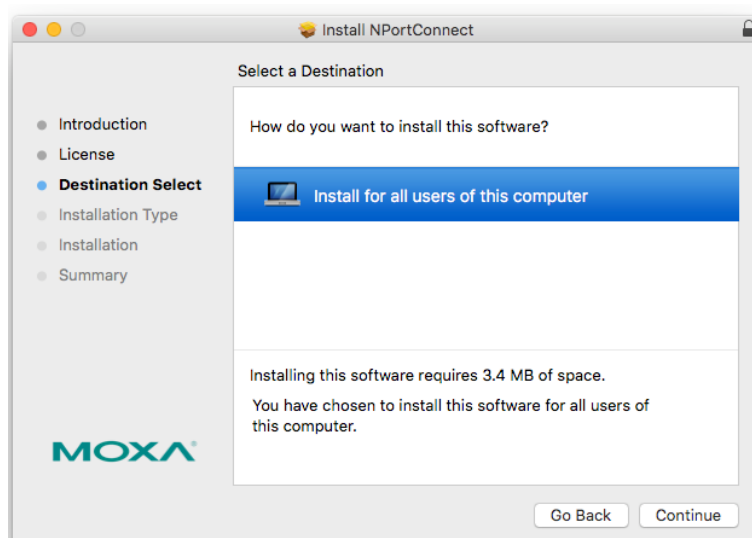 Install NPortConnect
Select a Destination
Introduction
License
Destination Select
Installation Type
Installation
Summary
How do you want to install this software?
Install for all users of this computer
Installing this software requires 3.4 MB of space.
You have chosen to install this software for all users of
this computer.
MOXA®
Go Back
Continue